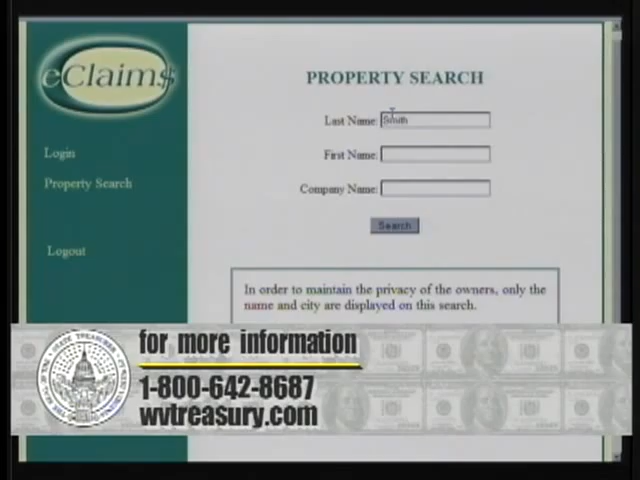 eClaim$
PROPERTY SEARCH
Last Name: Smith
First Name:
Company Name:
Search
Login
Property Search
Logout
In order to maintain the privacy of the owners, only the
name and city are displayed on this search.
for more information
1-800-642-8687
wvtreasury.com